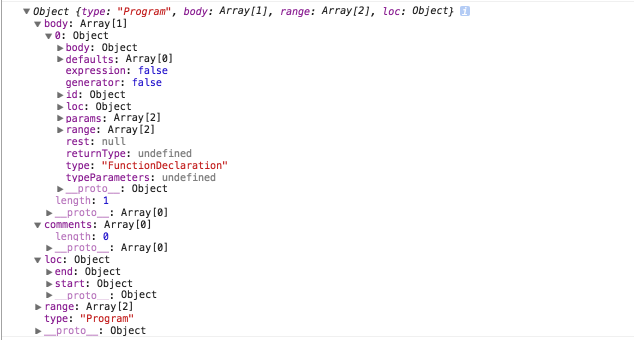 ▼Object {type: "Program", body: Array[1], range: Array[2], loc: Object} i
▼body: Array[1]
▼0: Object
▶body: Object
▶defaults: Array[0]
expression: false
generator: false
▶id: Object
▶loc: Object
▶params: Array[2]
▶range: Array[2]
rest: null
returnType: undefined
type: "FunctionDeclaration"
typeParameters: undefined
▶__proto__: Object
length: 1
▶__proto__: Array[0]
▼comments: Array[0]
length: 0
▶__proto__: Array[0]
▼loc: Object
▶end: Object
▶start: Object
▶__proto__: Object
▶range: Array[2]
type: "Program"
▶__proto__: Object